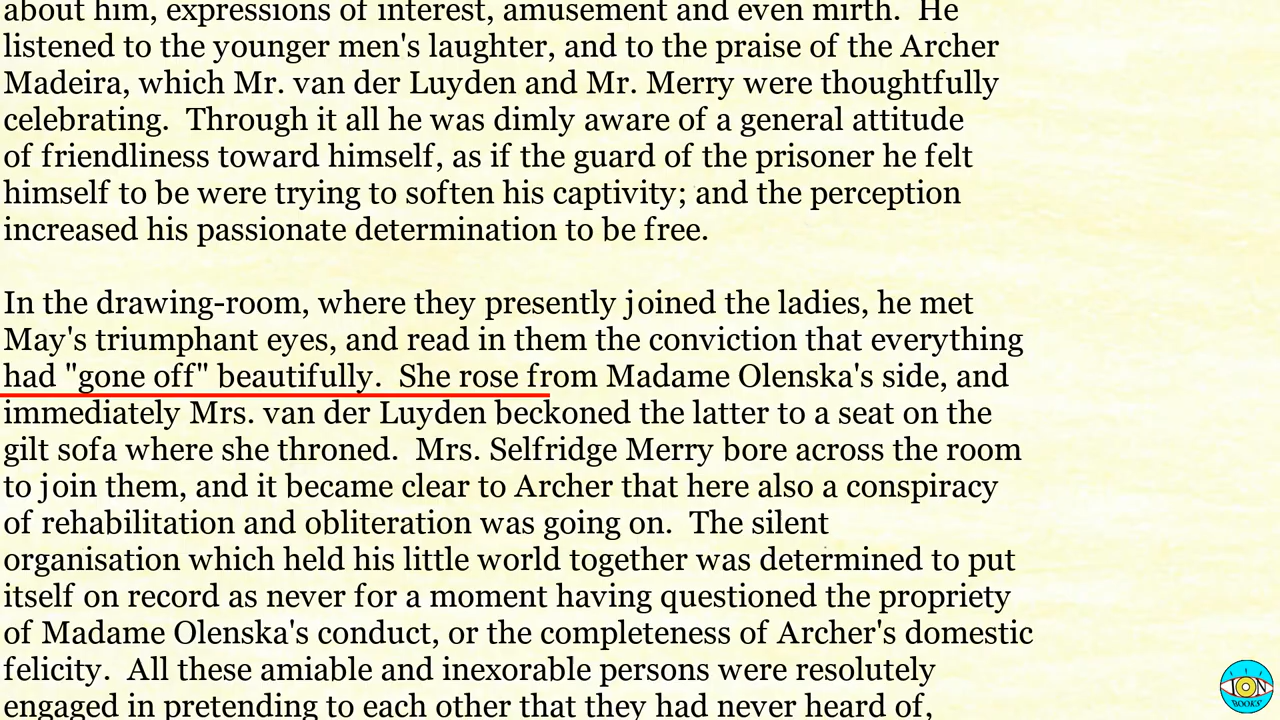 about him, expressions of interest, amusement and even mirth.  He
listened to the younger men's laughter, and to the praise of the Archer
Madeira, which Mr. van der Luyden and Mr. Merry were thoughtfully
celebrating.  Through it all he was dimly aware of a general attitude
of friendliness toward himself, as if the guard of the prisoner he felt
himself to be were trying to soften his captivity; and the perception
increased his passionate determination to be free.

In the drawing-room, where they presently joined the ladies, he met
May's triumphant eyes, and read in them the conviction that everything
had "gone off" beautifully.  She rose from Madame Olenska's side, and
immediately Mrs. van der Luyden beckoned the latter to a seat on the
gilt sofa where she throned.  Mrs. Selfridge Merry bore across the room
to join them, and it became clear to Archer that here also a conspiracy
of rehabilitation and obliteration was going on.  The silent
organisation which held his little world together was determined to put
itself on record as never for a moment having questioned the propriety
of Madame Olenska's conduct, or the completeness of Archer's domestic
felicity.  All these amiable and inexorable persons were resolutely
engaged in pretending to each other that they had never heard of,
ION
BOOKS